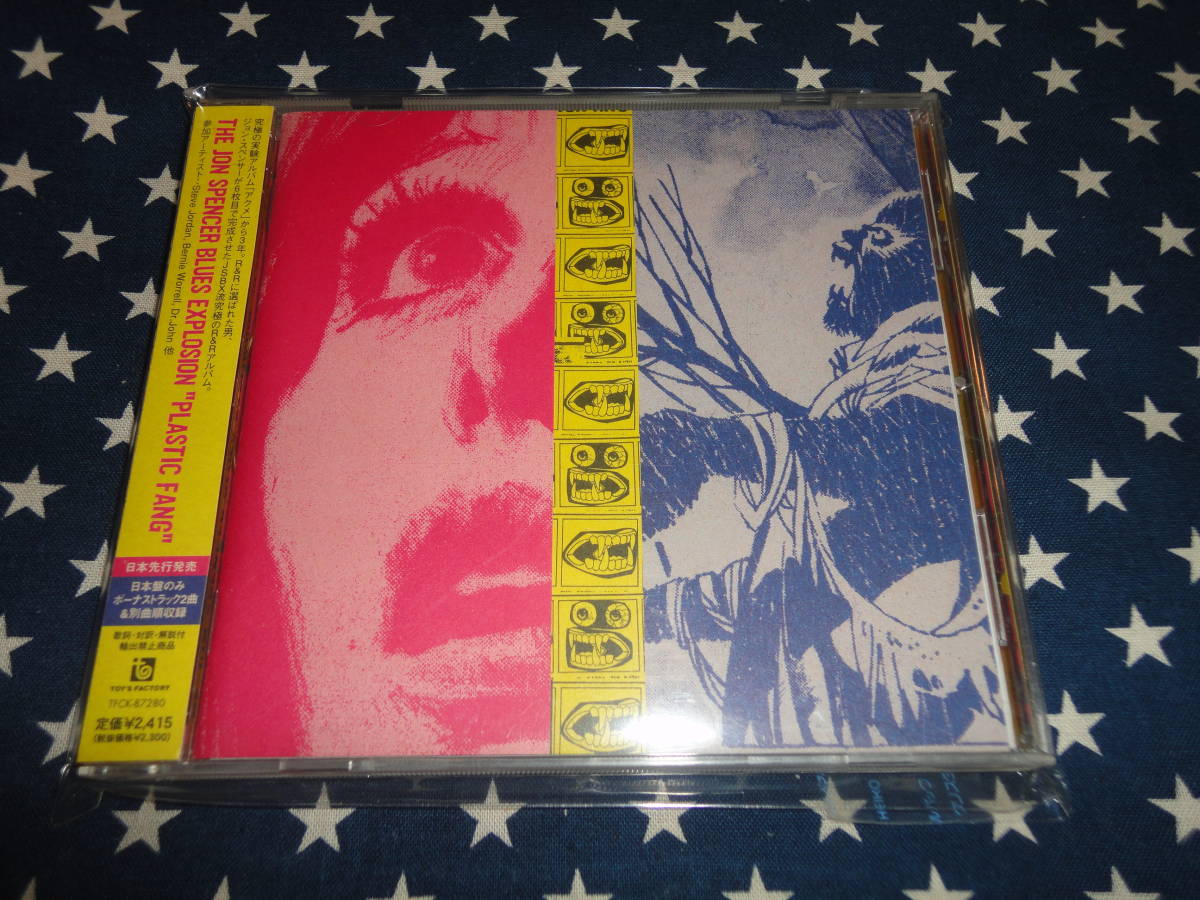 究極の実験アルバム「アクメ」から3年。R&Rに選ばれた男、
ジョン・スペンサーが6枚目で完成させたJSBX流究極のR&Rアルバム。
THE JON SPENCER BLUES EXPLOSION "PLASTIC FANG"
参加アーティスト：Steve Jordan, Bernie Worrell, Dr.John 他
日本先行発売
日本盤のみ
ボーナストラック2曲
&別曲順収録
歌詞・対訳・解説付
輸出禁止商品
TOY'S FACTORY
TFCK-87280
定価¥2,415
(税抜価格¥2,300)